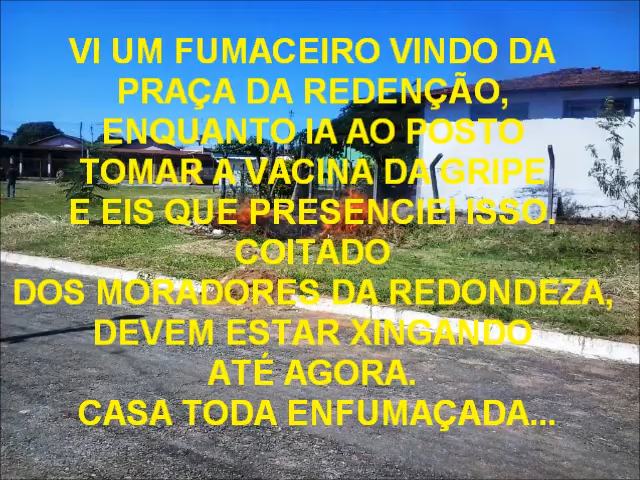 VI UM FUMACEIRO VINDO DA
PRAÇA DA REDENÇÃO,
ENQUANTO IA AO POSTO
TOMAR A VACINA DA GRIPE
E EIS QUE PRESENCIEI ISSO.
COITADO
DOS MORADORES DA REDONDEZA,
DEVEM ESTAR XINGANDO
ATÉ AGORA.
CASA TODA ENFUMAÇADA...